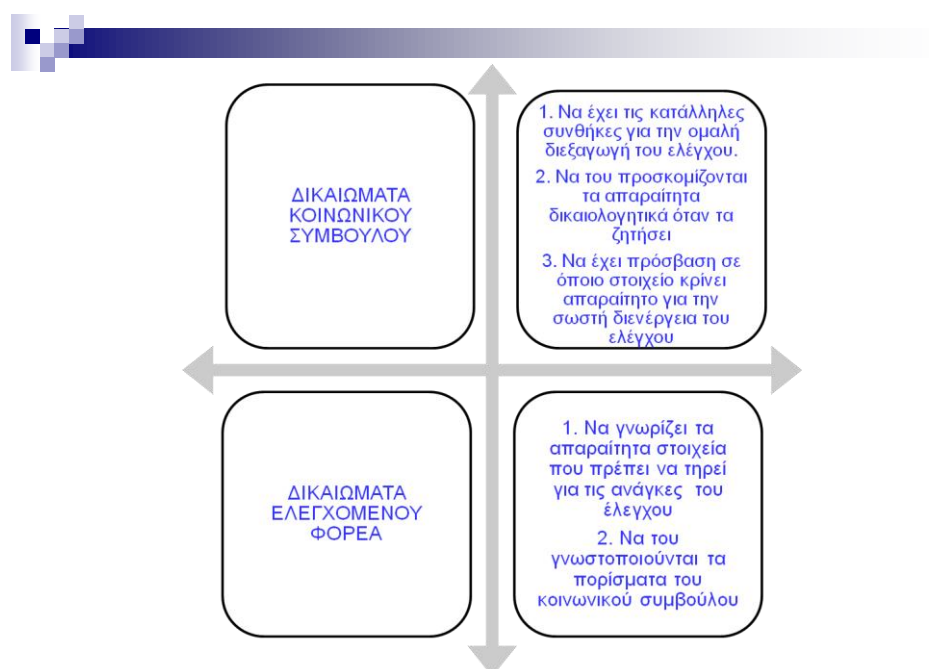 ΔΙΚΑΙΩΜΑΤΑ
ΚΟΙΝΩΝΙΚΟΥ
ΣΥΜΒΟΥΛΟΥ
1. Να έχει τις κατάλληλες
συνθήκες για την ομαλή
διεξαγωγή του ελέγχου.
2. Να του προσκομίζονται
τα απαραίτητα
δικαιολογητικά όταν τα
ζητήσει
3. Να έχει πρόσβαση σε
όποιο στοιχείο κρίνει
απαραίτητο για την
σωστή διενέργεια του
ελέγχου
ΔΙΚΑΙΩΜΑΤΑ
ΕΛΕΓΧΟΜΕΝΟΥ
ΦΟΡΕΑ
1. Να γνωρίζει τα
απαραίτητα στοιχεία
που πρέπει να τηρεί
για τις ανάγκες του
έλεγχου
2. Να του
γνωστοποιούνται τα
πορίσματα του
κοινωνικού συμβούλου